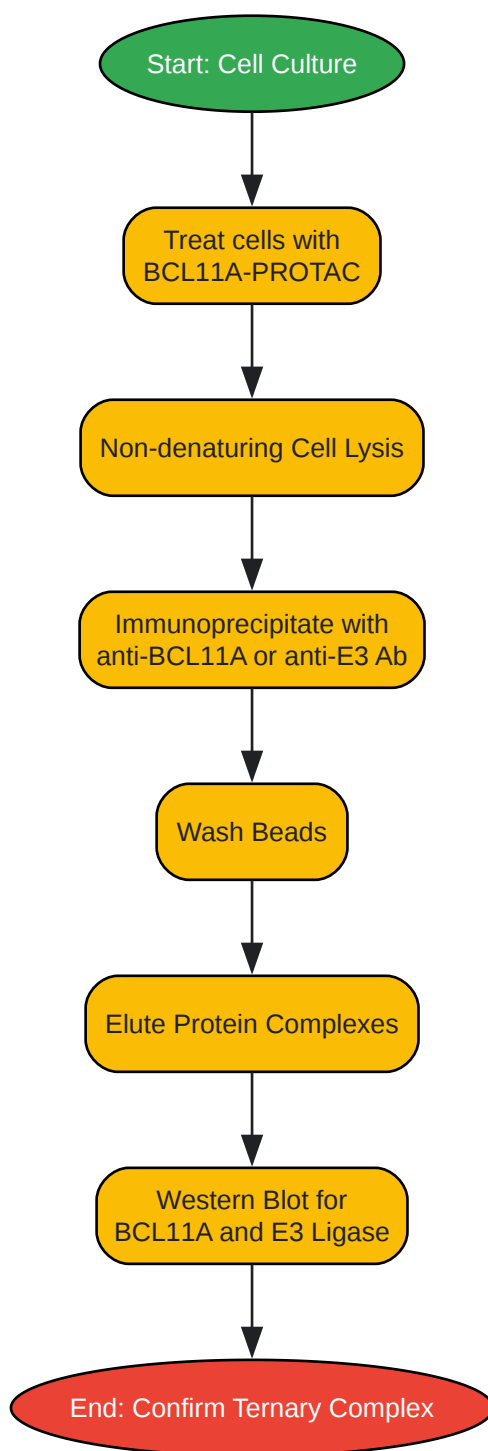 Start: Cell Culture
Treat cells with
BCL11A-PROTAC
Non-denaturing Cell Lysis
Immunoprecipitate with
anti-BCL11A or anti-E3 Ab
Wash Beads
Elute Protein Complexes
Western Blot for
BCL11A and E3 Ligase
End: Confirm Ternary Complex